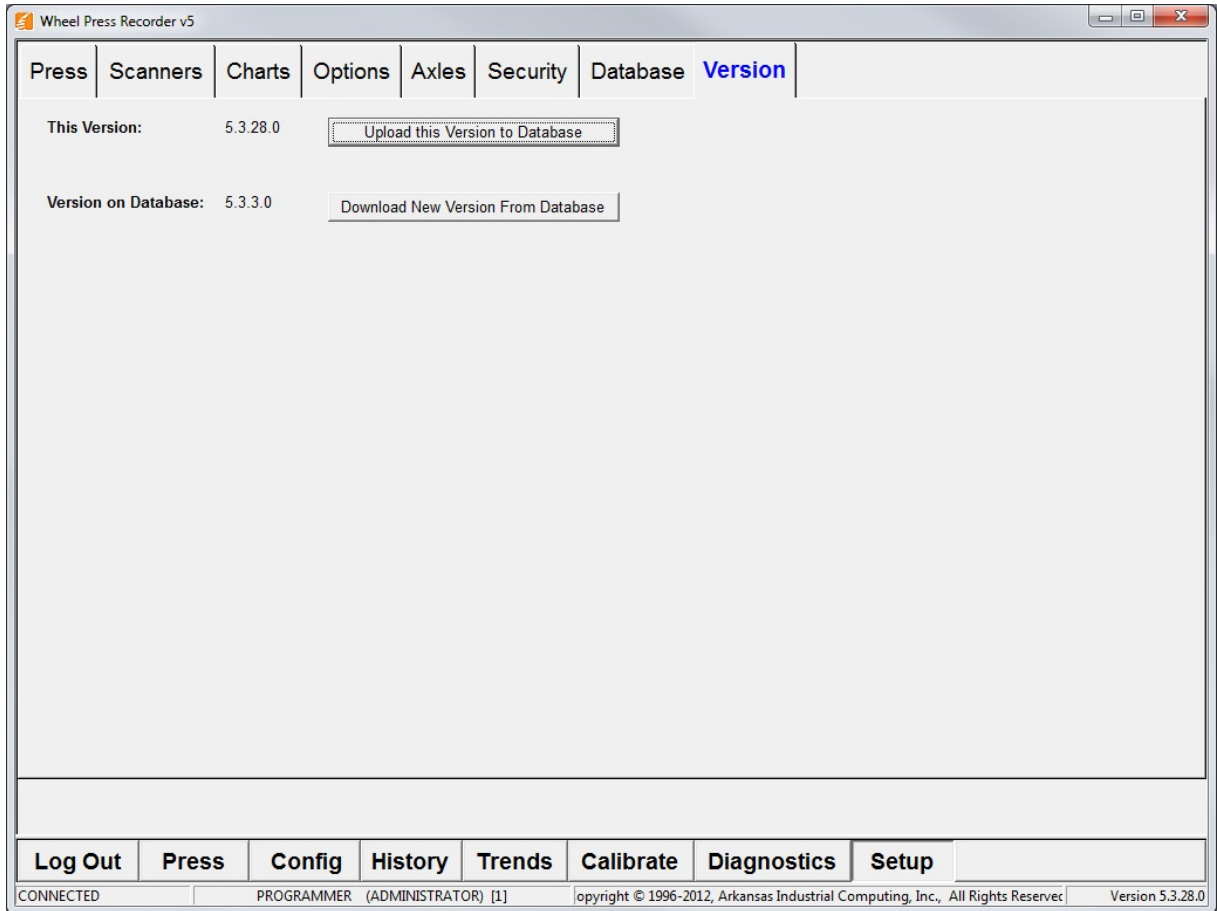 Wheel Press Recorder v5
Press Scanners Charts Options Axles Security Database Version
This Version: 5.3.28.0 Upload this Version to Database
Version on Database: 5.3.3.0 Download New Version From Database
Log Out Press Config History Trends Calibrate Diagnostics Setup
CONNECTED PROGRAMMER (ADMINISTRATOR) [1] opyright © 1996-2012, Arkansas Industrial Computing, Inc., All Rights Reserved Version 5.3.28.0